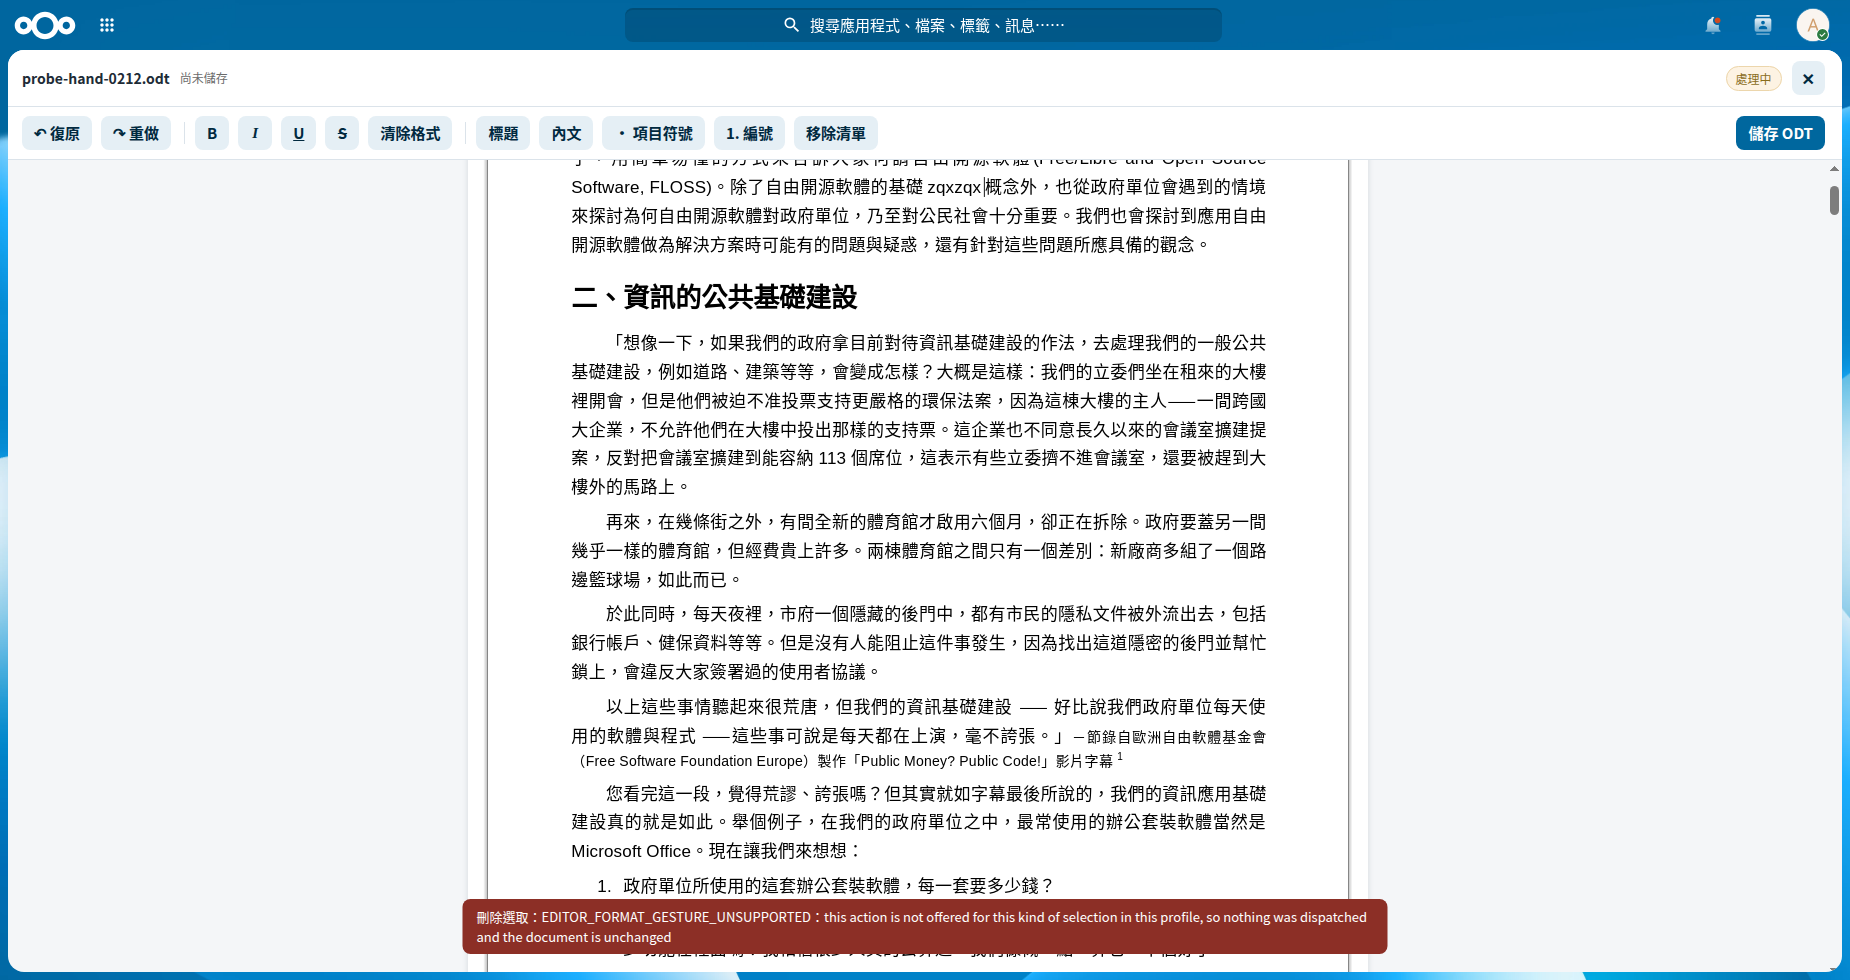 搜尋應用程式、檔案、標籤、訊息……
A
probe-hand-0212.odt 尚未儲存
處理中
↶ 復原 ↷ 重做 B I U S 清除格式 標題 內文 • 項目符號 1. 編號 移除清單 儲存 ODT
(Free/Libre and Open Source
Software, FLOSS)。除了自由開源軟體的基礎 zqxzqx概念外，也從政府單位會遇到的情境
來探討為何自由開源軟體對政府單位，乃至對公民社會十分重要。我們也會探討到應用自由
開源軟體做為解決方案時可能有的問題與疑惑，還有針對這些問題所應具備的觀念。
二、資訊的公共基礎建設
「想像一下，如果我們的政府拿目前對待資訊基礎建設的作法，去處理我們的一般公共
基礎建設，例如道路、建築等等，會變成怎樣？大概是這樣：我們的立委們坐在租來的大樓
裡開會，但是他們被迫不准投票支持更嚴格的環保法案，因為這棟大樓的主人──一間跨國
大企業，不允許他們在大樓中投出那樣的支持票。這企業也不同意長久以來的會議室擴建提
案，反對把會議室擴建到能容納 113 個席位，這表示有些立委擠不進會議室，還要被趕到大
樓外的馬路上。
再來，在幾條街之外，有間全新的體育館才啟用六個月，卻正在拆除。政府要蓋另一間
幾乎一樣的體育館，但經費貴上許多。兩棟體育館之間只有一個差別：新廠商多組了一個路
邊籃球場，如此而已。
於此同時，每天夜裡，市府一個隱藏的後門中，都有市民的隱私文件被外流出去，包括
銀行帳戶、健保資料等等。但是沒有人能阻止這件事發生，因為找出這道隱密的後門並幫忙
鎖上，會違反大家簽署過的使用者協議。
以上這些事情聽起來很荒唐，但我們的資訊基礎建設 ── 好比說我們政府單位每天使
用的軟體與程式 ──這些事可說是每天都在上演，毫不誇張。」－節錄自歐洲自由軟體基金會
（Free Software Foundation Europe）製作「Public Money? Public Code!」影片字幕 1
您看完這一段，覺得荒謬、誇張嗎？但其實就如字幕最後所說的，我們的資訊應用基礎
建設真的就是如此。舉個例子，在我們的政府單位之中，最常使用的辦公套裝軟體當然是
Microsoft Office。現在讓我們來想想：
1. 政府單位所使用的這套辦公套裝軟體，每一套要多少錢？
刪除選取：EDITOR_FORMAT_GESTURE_UNSUPPORTED：this action is not offered for this kind of selection in this profile, so nothing was dispatched
and the document is unchanged